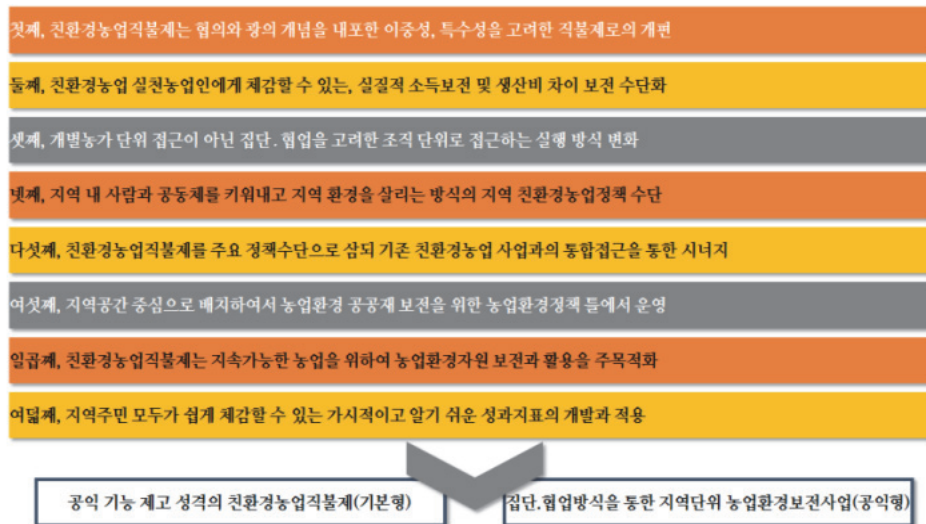 첫째, 친환경농업직불제는 협의와 광의 개념을 내포한 이중성, 특수성을 고려한 직불제로의 개편
둘째, 친환경농업 실천농업인에게 체감할 수 있는, 실질적 소득보전 및 생산비 차이 보전 수단화
셋째, 개별농가 단위 접근이 아닌 집단.협업을 고려한 조직 단위로 접근하는 실행 방식 변화
넷째, 지역 내 사람과 공동체를 키워내고 지역 환경을 살리는 방식의 지역 친환경농업정책 수단
다섯째, 친환경농업직불제를 주요 정책수단으로 삼되 기존 친환경농업 사업과의 통합접근을 통한 시너지
여섯째, 지역공간 중심으로 배치하여서 농업환경 공공재 보전을 위한 농업환경정책 틀에서 운영
일곱째, 친환경농업직불제는 지속가능한 농업을 위하여 농업환경자원 보전과 활용을 주목적화
여덟째, 지역주민 모두가 쉽게 체감할 수 있는 가시적이고 알기 쉬운 성과지표의 개발과 적용
공익 기능 제고 성격의 친환경농업직불제(기본형)
집단.협업방식을 통한 지역단위 농업환경보전사업(공익형)